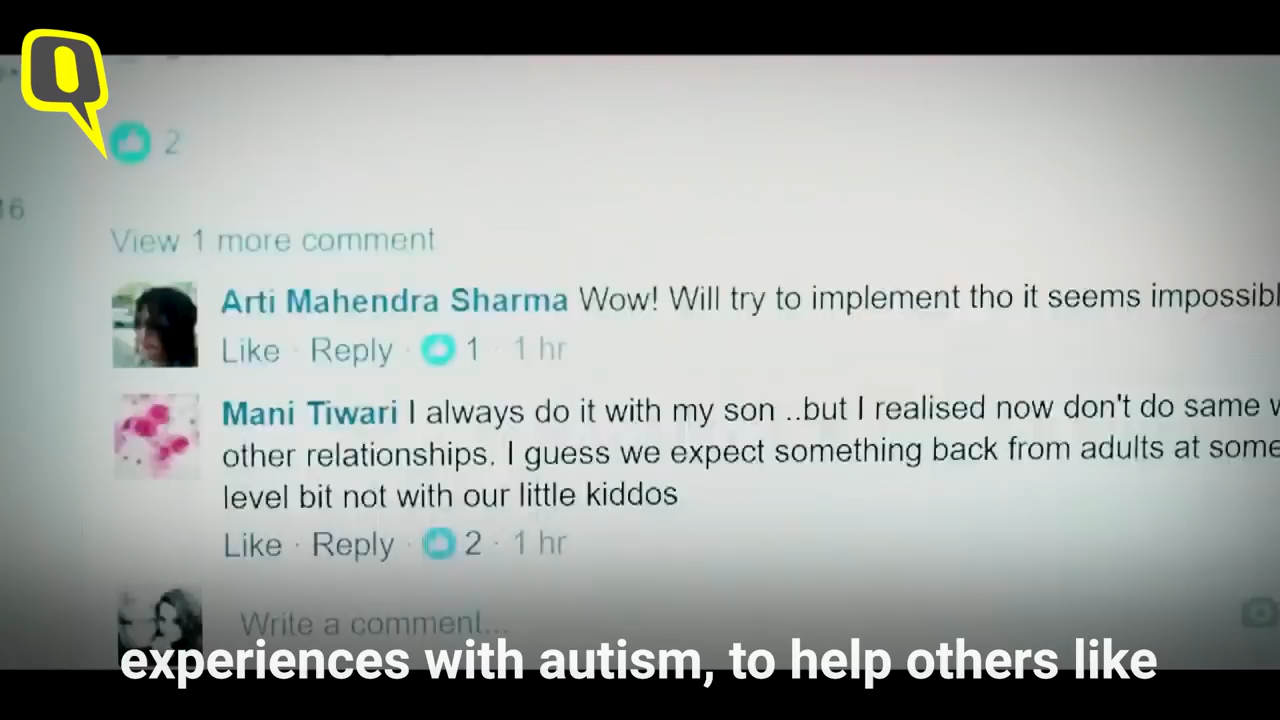 Q
2
16
View 1 more comment
Arti Mahendra Sharma Wow! Will try to implement tho it seems impossibl
Like · Reply · 1 · 1 hr
Mani Tiwari I always do it with my son ..but I realised now don't do same w
other relationships. I guess we expect something back from adults at some
level bit not with our little kiddos
Like · Reply · 2 · 1 hr
Write a comment...
experiences with autism, to help others like